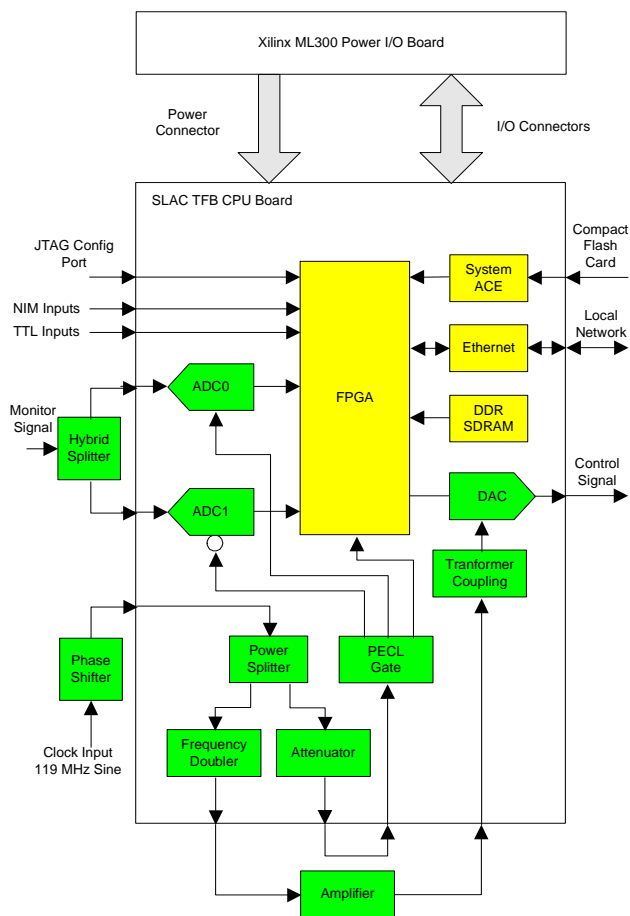 Xilinx ML300 Power I/O Board
Power
Connector
I/O Connectors
SLAC TFB CPU Board
JTAG Config
Port
NIM Inputs
TTL Inputs
Monitor
Signal
Hybrid
Splitter
ADC0
ADC1
FPGA
System
ACE
Ethernet
DDR
SDRAM
DAC
Tranformer
Coupling
Compact
Flash
Card
Local
Network
Control
Signal
Phase
Shifter
Clock Input
119 MHz Sine
Power
Splitter
PECL
Gate
Frequency
Doubler
Attenuator
Amplifier